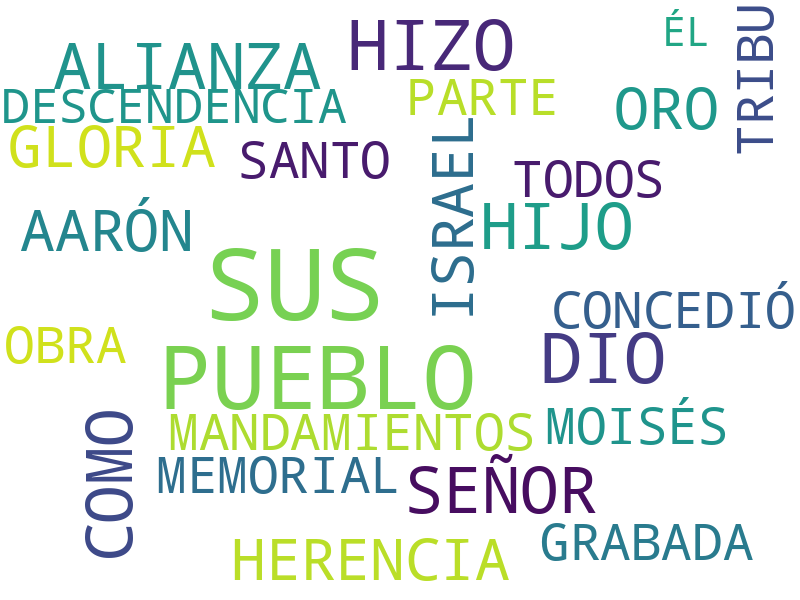 HIZO
ÉL
TRIBU
ALIANZA
DESCENDENCIA
PARTE
ORO
GLORIA
SANTO
ISRAEL
TODOS
AARÓN
HIJO
SUS
CONCEDIÓ
OBRA
PUEBLO
DIO
COMO
MANDAMIENTOS
MOISÉS
MEMORIAL
SEÑOR
HERENCIA
GRABADA